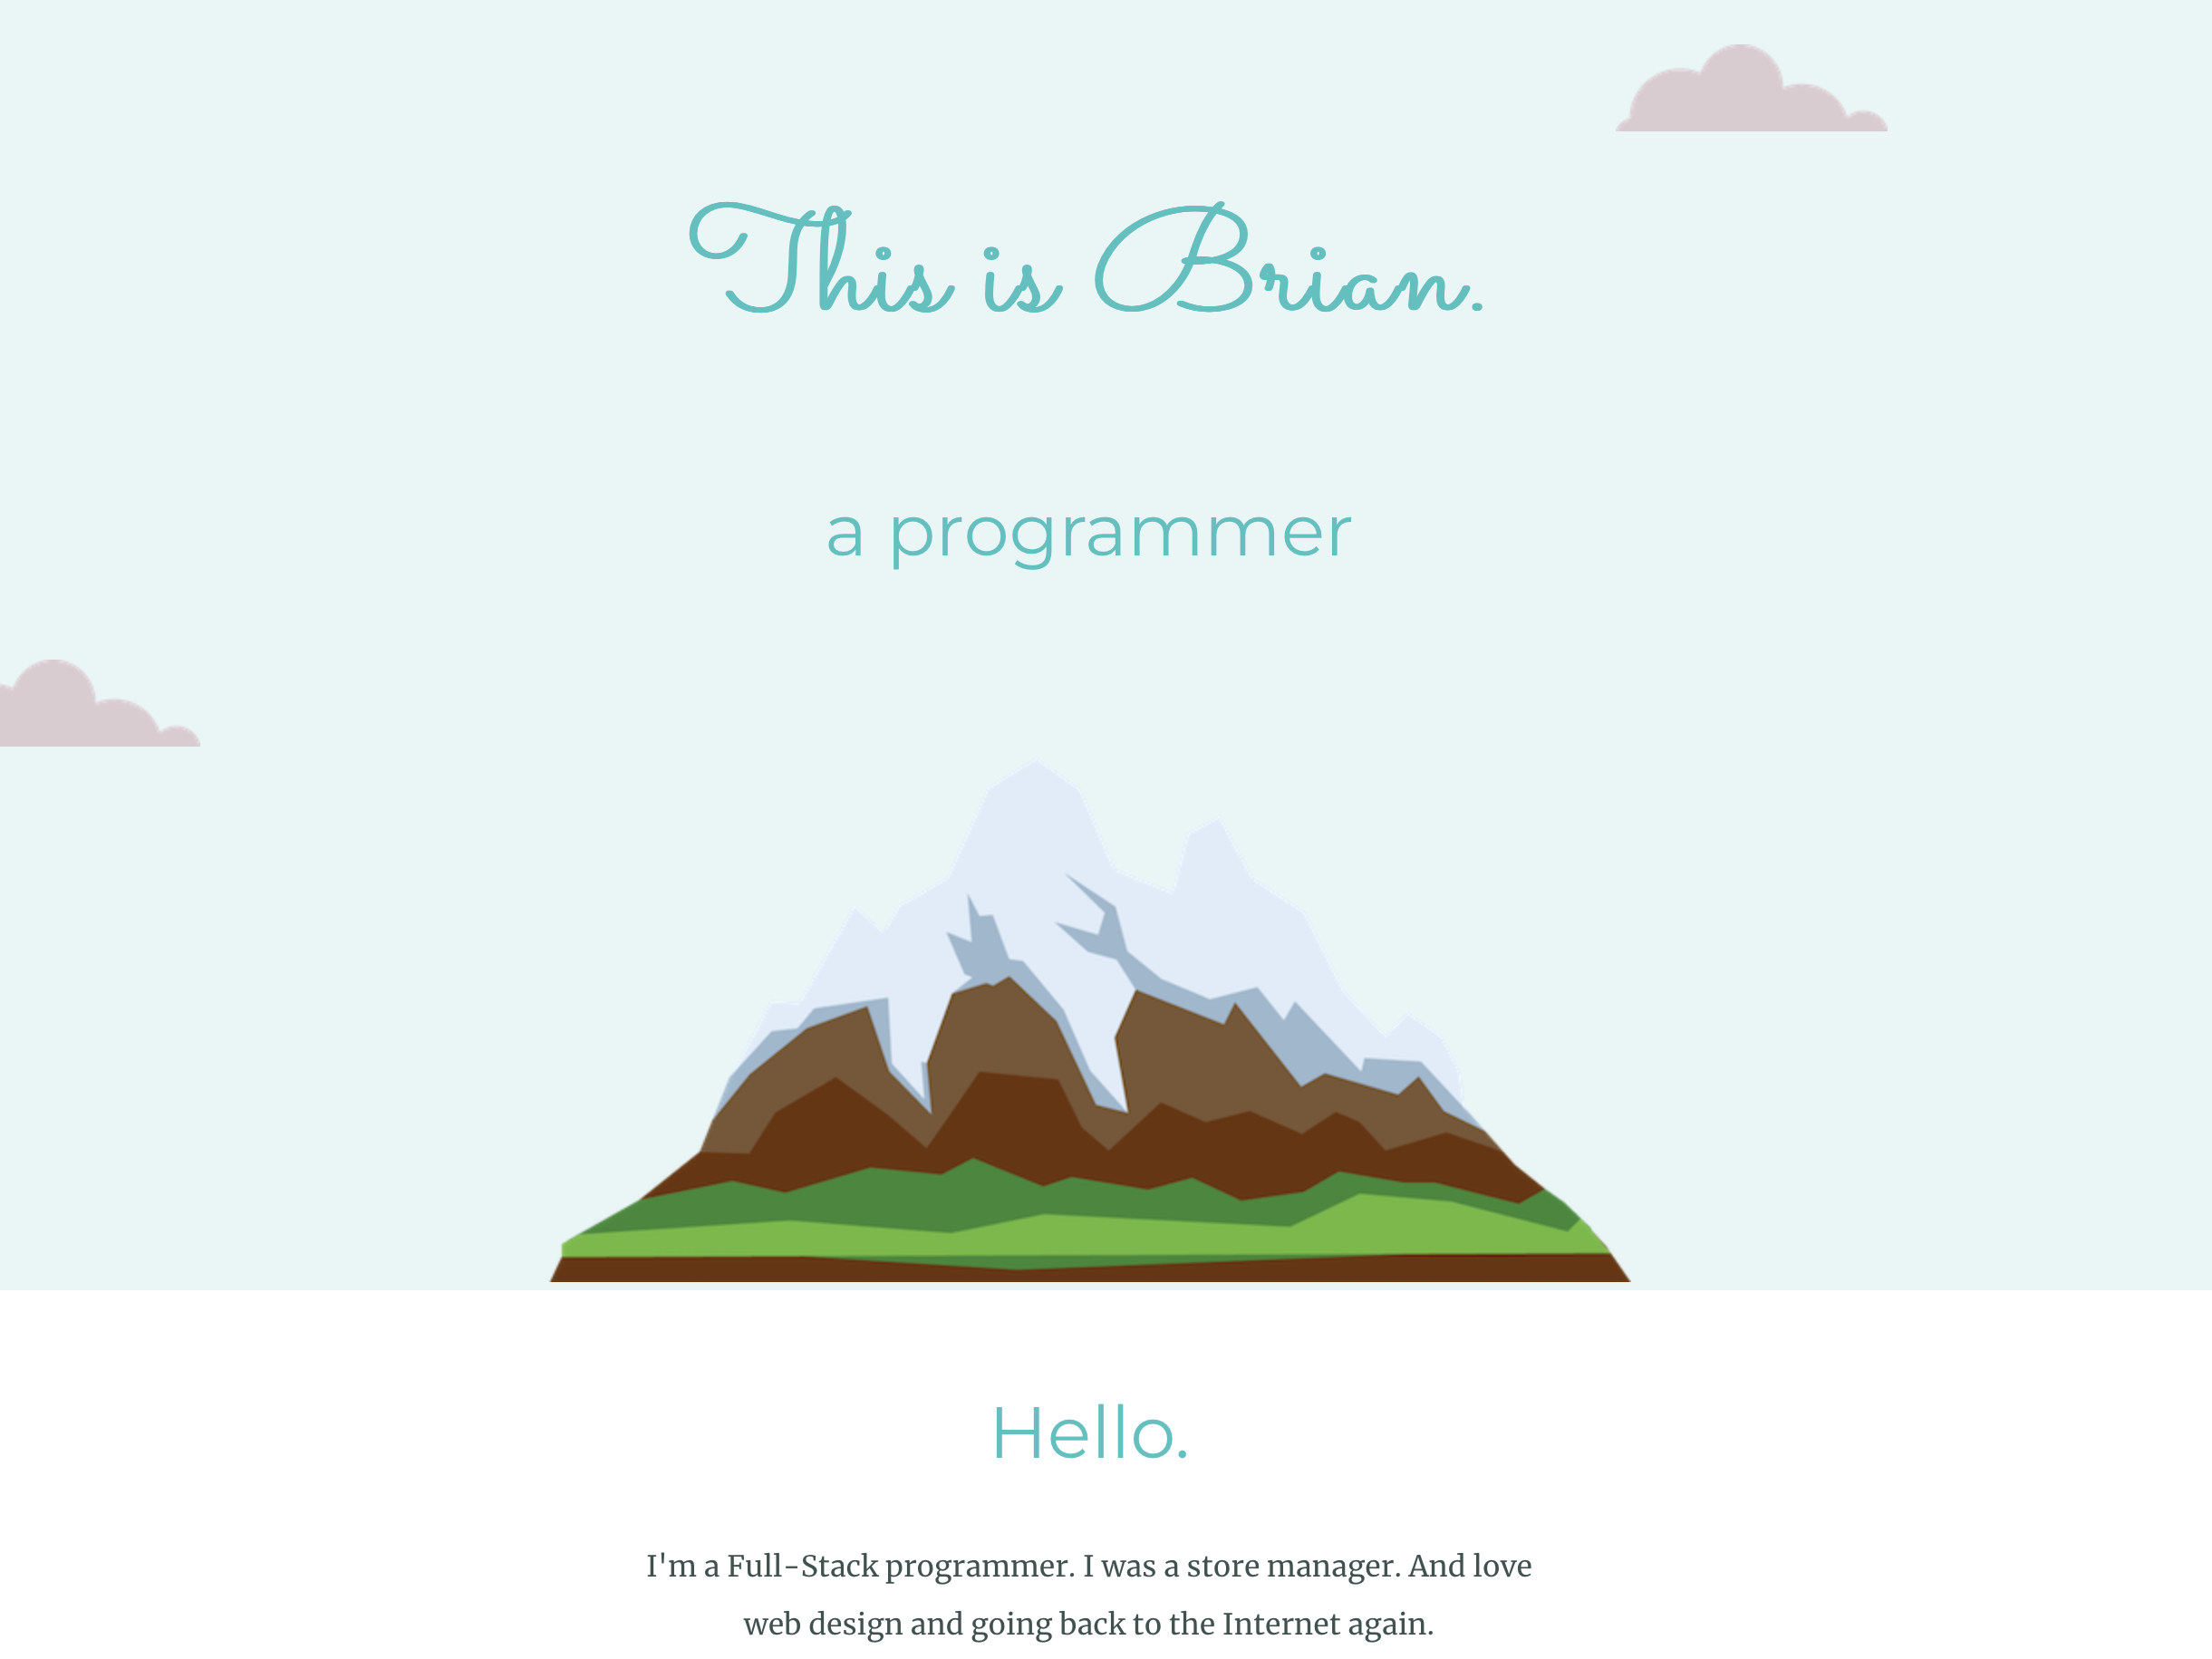 This is Brian.
a programmer
Hello.
I'm a Full-Stack programmer. I was a store manager. And love
web design and going back to the Internet again.